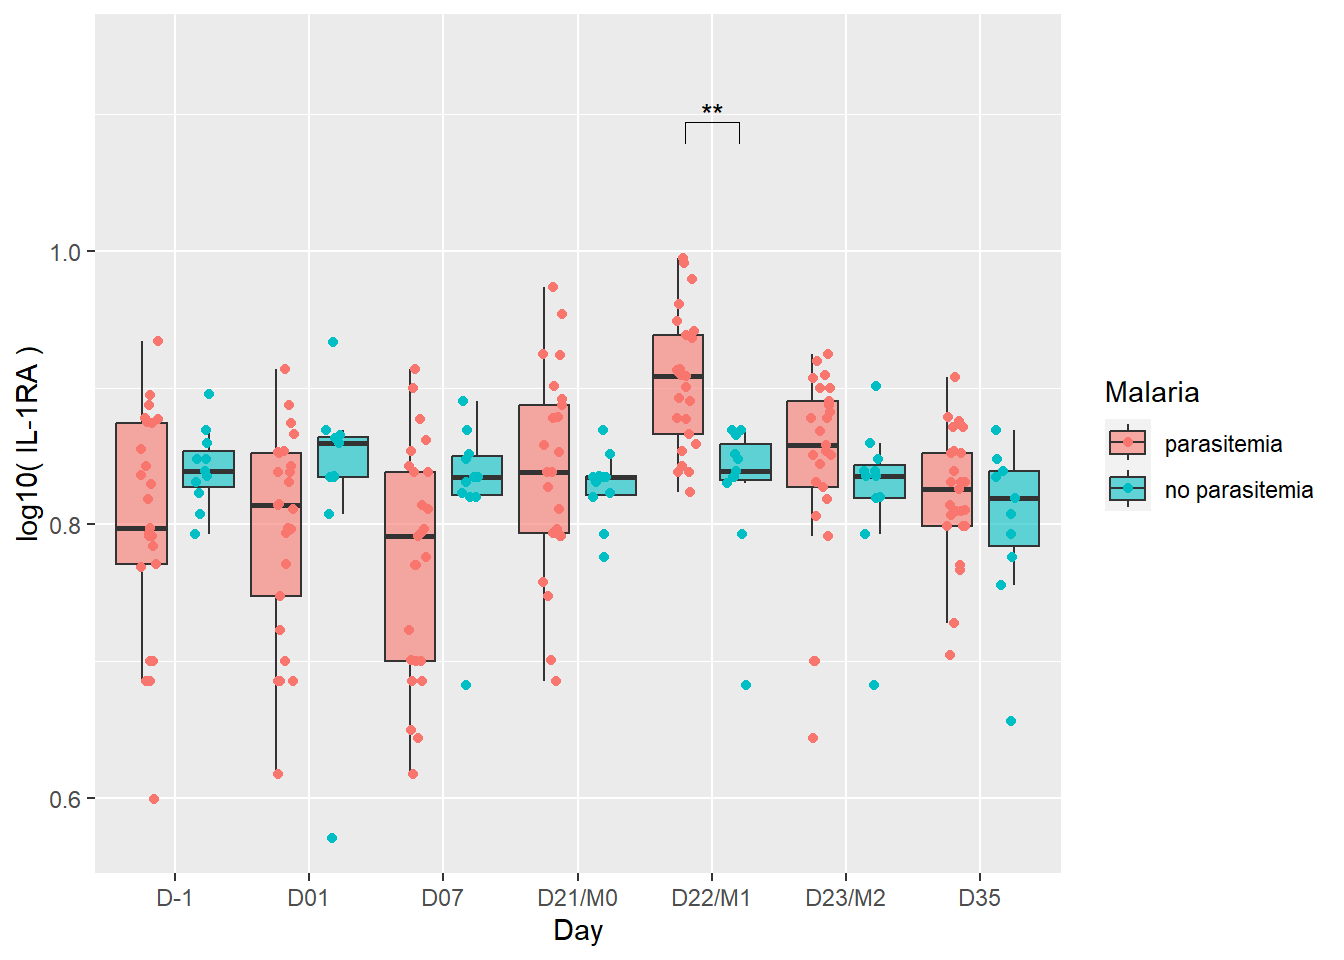 **
log10( IL-1RA )
1.0
0.8
0.6
D-1 D01 D07 D21/M0 D22/M1 D23/M2 D35
Day
Malaria
parasitemia
no parasitemia